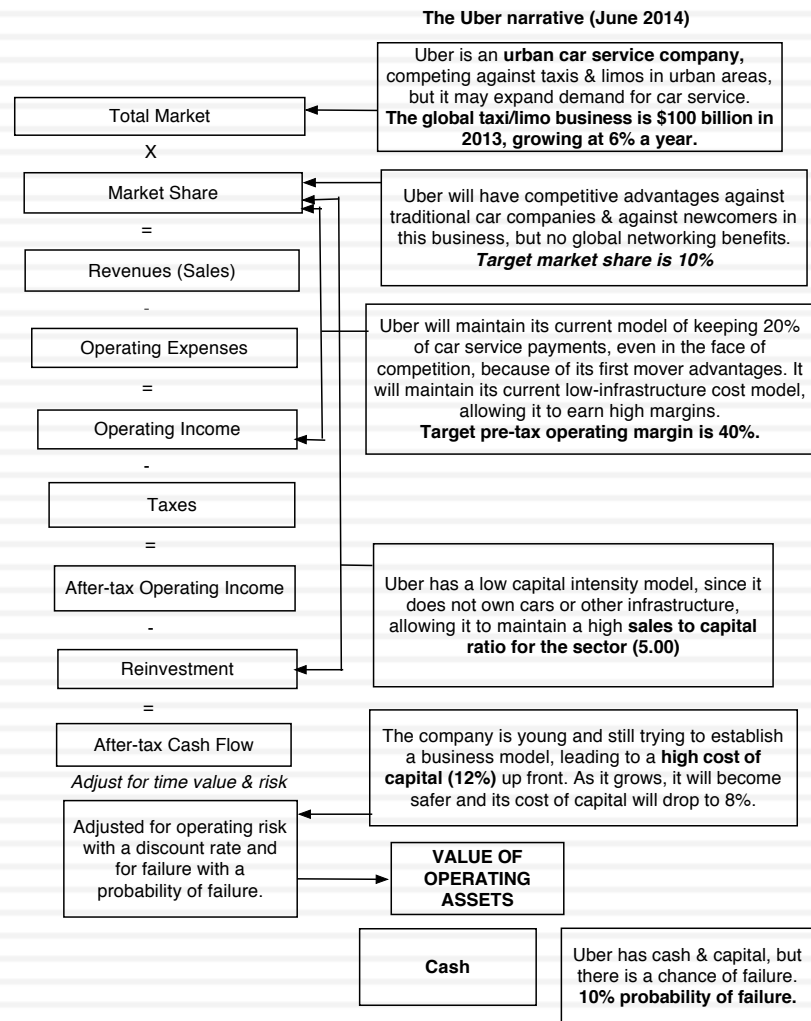 The Uber narrative (June 2014)
Uber is an urban car service company,
competing against taxis & limos in urban areas,
but it may expand demand for car service.
The global taxi/limo business is $100 billion in
2013, growing at 6% a year.
Total Market
X
Market Share
Uber will have competitive advantages against
traditional car companies & against newcomers in
this business, but no global networking benefits.
Target market share is 10%
=
Revenues (Sales)
-
Operating Expenses
Uber will maintain its current model of keeping 20%
of car service payments, even in the face of
competition, because of its first mover advantages. It
will maintain its current low-infrastructure cost model,
allowing it to earn high margins.
Target pre-tax operating margin is 40%.
=
Operating Income
-
Taxes
=
After-tax Operating Income
Uber has a low capital intensity model, since it
does not own cars or other infrastructure,
allowing it to maintain a high sales to capital
ratio for the sector (5.00)
-
Reinvestment
=
After-tax Cash Flow
The company is young and still trying to establish
a business model, leading to a high cost of
capital (12%) up front. As it grows, it will become
safer and its cost of capital will drop to 8%.
Adjust for time value & risk
Adjusted for operating risk
with a discount rate and
for failure with a
probability of failure.
VALUE OF
OPERATING
ASSETS
Cash
Uber has cash & capital, but
there is a chance of failure.
10% probability of failure.